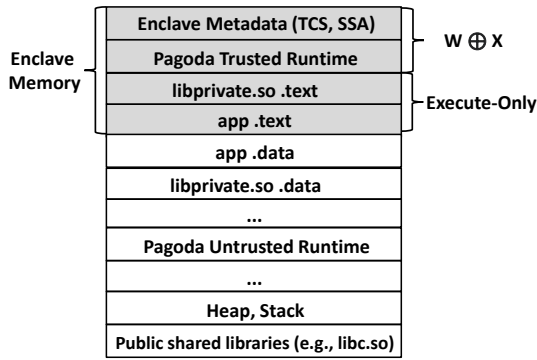 Enclave Memory
Enclave Metadata (TCS, SSA)
Pagoda Trusted Runtime
W ⊕ X
libprivate.so .text
app .text
Execute-Only
app .data
libprivate.so .data
...
Pagoda Untrusted Runtime
...
Heap, Stack
Public shared libraries (e.g., libc.so)